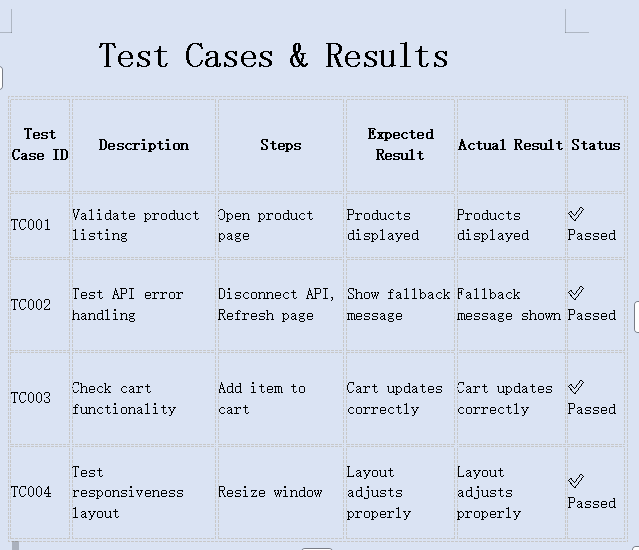 Test Cases & Results
Test Case ID Description Steps Expected Result Actual Result Status
TC001 Validate product listing Open product page Products displayed Products displayed ✅ Passed
TC002 Test API error handling Disconnect API, Refresh page Show fallback message Fallback message shown ✅ Passed
TC003 Check cart functionality Add item to cart Cart updates correctly Cart updates correctly ✅ Passed
TC004 Test responsiveness layout Resize window Layout adjusts properly Layout adjusts properly ✅ Passed